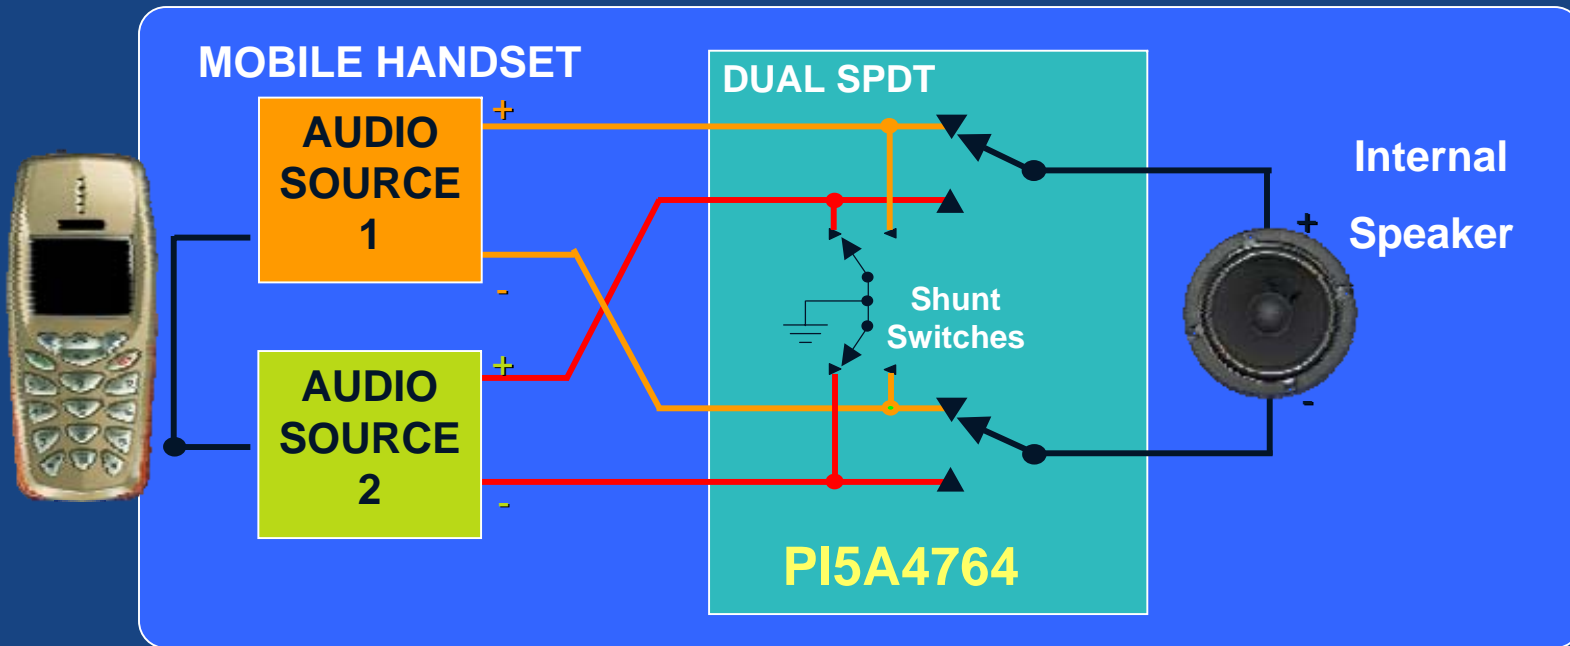 MOBILE HANDSET
DUAL SPDT
AUDIO
SOURCE
1
+
-
AUDIO
SOURCE
2
+
-
Shunt
Switches
PI5A4764
Internal
Speaker
+
-